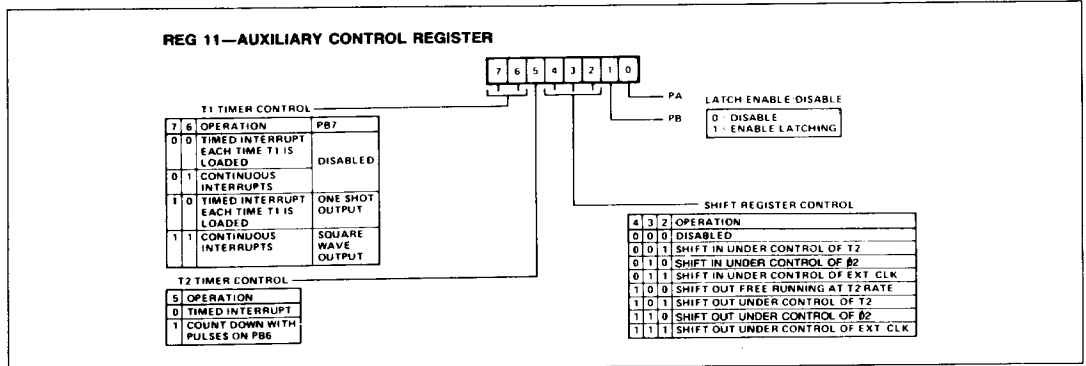 REG 11—AUXILIARY CONTROL REGISTER
7 6 5 4 3 2 1 0
PA
PB
LATCH ENABLE/DISABLE
0 - DISABLE
1 - ENABLE LATCHING
T1 TIMER CONTROL
7 6 OPERATION PB7
0 0 TIMED INTERRUPT
EACH TIME T1 IS
LOADED
DISABLED
0 1 CONTINUOUS
INTERRUPTS
1 0 TIMED INTERRUPT ONE SHOT
EACH TIME T1 IS OUTPUT
LOADED
1 1 CONTINUOUS SQUARE
INTERRUPTS WAVE
OUTPUT
T2 TIMER CONTROL
5 OPERATION
0 TIMED INTERRUPT
1 COUNT DOWN WITH
PULSES ON PB6
SHIFT REGISTER CONTROL
4 3 2 OPERATION
0 0 0 DISABLED
0 0 1 SHIFT IN UNDER CONTROL OF T2
0 1 0 SHIFT IN UNDER CONTROL OF ϕ2
0 1 1 SHIFT IN UNDER CONTROL OF EXT CLK
1 0 0 SHIFT OUT FREE RUNNING AT T2 RATE
1 0 1 SHIFT OUT UNDER CONTROL OF T2
1 1 0 SHIFT OUT UNDER CONTROL OF ϕ2
1 1 1 SHIFT OUT UNDER CONTROL OF EXT CLK